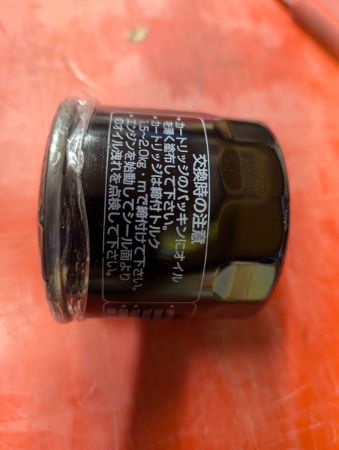 交換時の注意
・カートリッジのパッキンにオイル
を薄く塗布して下さい。
・カートリッジは締付トルク
1.5~2.0kg・mで締付けて下さい。
・エンジンを始動してシール面より
のオイル洩れを点検して下さい。